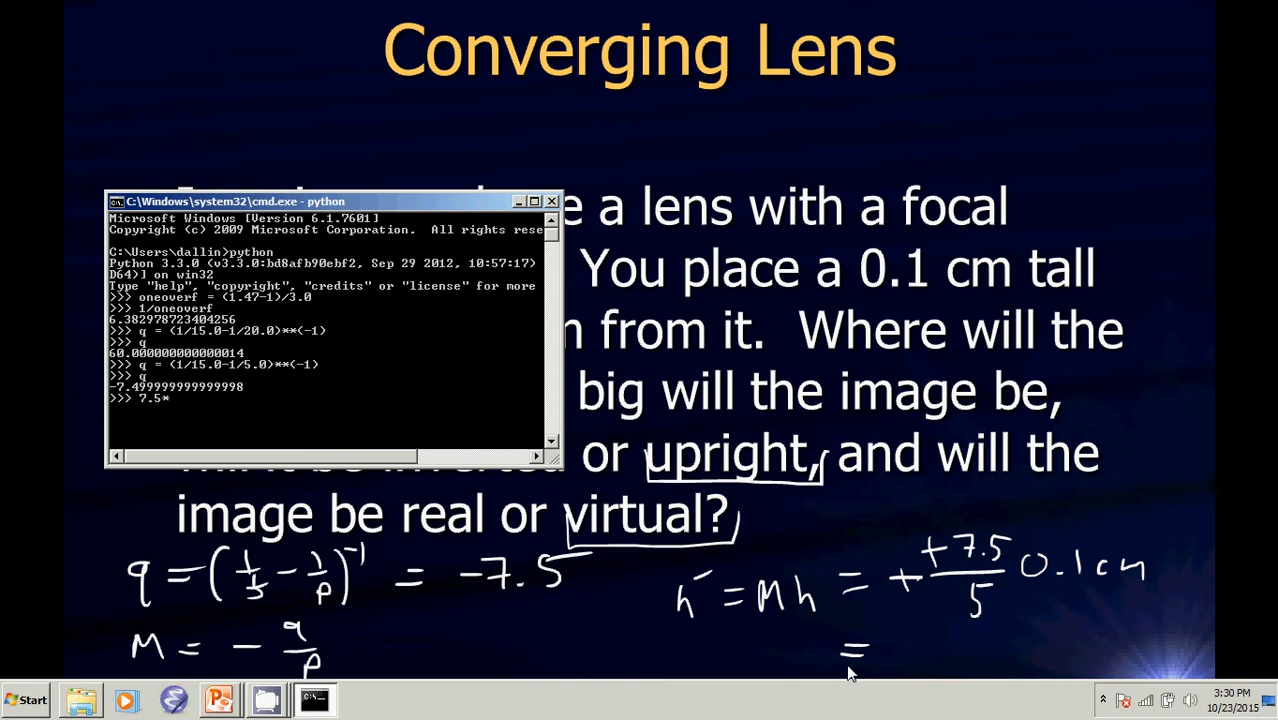 Converging Lens
e a lens with a focal
You place a 0.1 cm tall
m from it. Where will the
big will the image be,
or upright, and will the
image be real or virtual?
C:\Windows\system32\cmd.exe - python
Microsoft Windows [Version 6.1.7601]
Copyright (c) 2009 Microsoft Corporation. All rights rese
C:\Users\dallin>python
Python 3.3.0 (v3.3.0:bd8afb90ebf2, Sep 29 2012, 10:57:17)
D64)] on win32
Type "help", "copyright", "credits" or "license" for more
>>> oneoverf = (1.47-1)/3.0
>>> 1/oneoverf
6.382978723404256
>>> q = (1/15.0-1/20.0)**(-1)
>>> q
60.000000000000014
>>> q = (1/15.0-1/5.0)**(-1)
>>> q
-7.499999999999998
>>> 7.5*
q = (1/f - 1/p)^-1 = -7.5
M = - q/p
h' = Mh = + +7.5/5 0.1 cm
=
Start
3:30 PM
10/23/2015